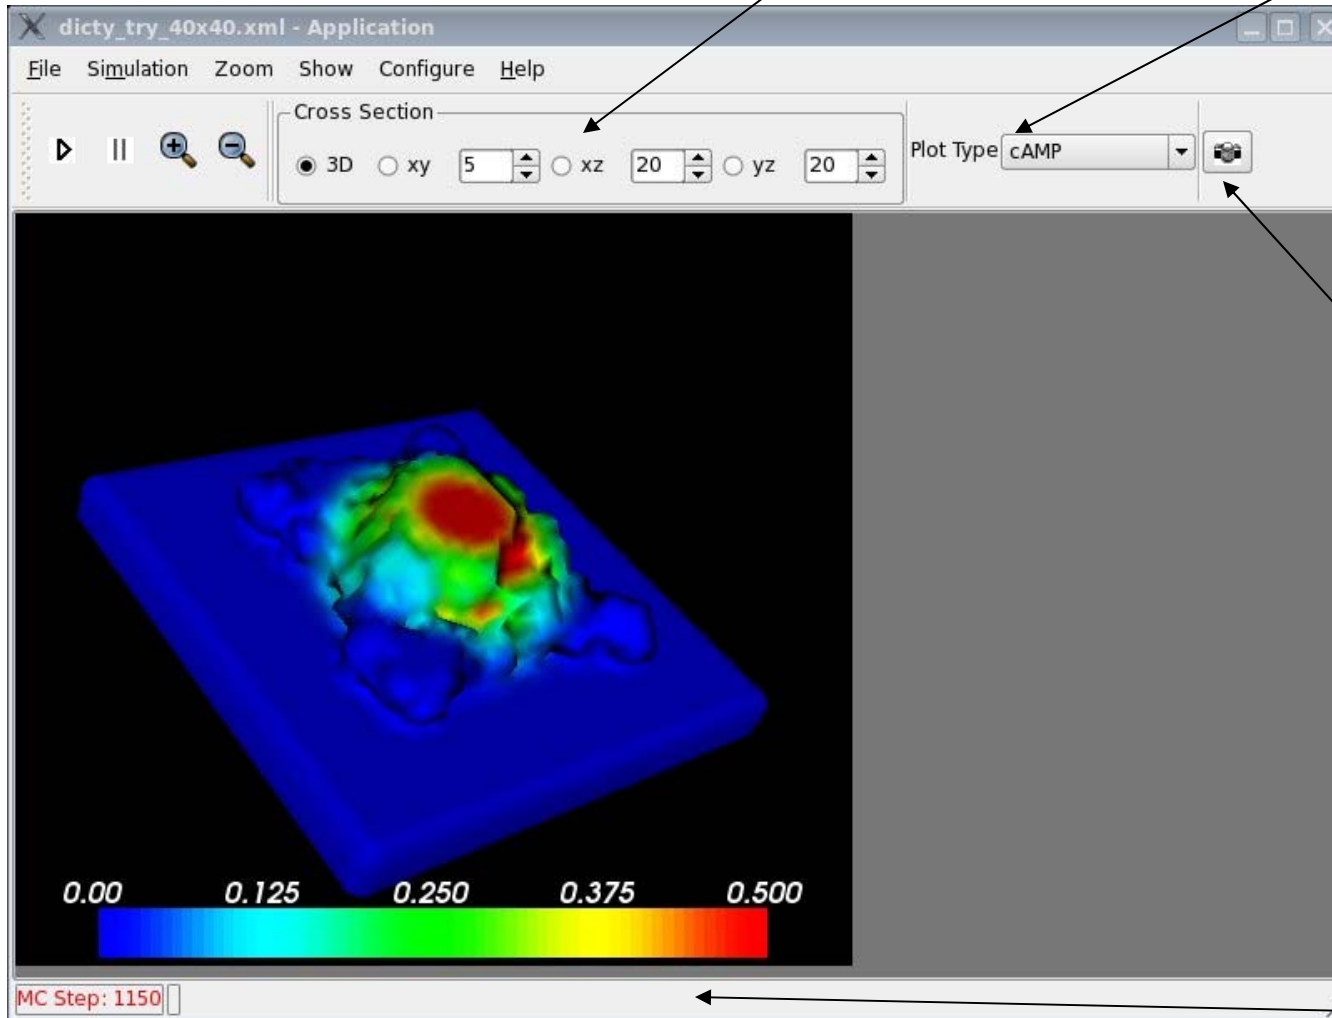 dicty_try_40x40.xml - Application
File Simulation Zoom Show Configure Help
Cross Section
3D xy 5 xz 20 yz 20 Plot Type cAMP
0.00 0.125 0.250 0.375 0.500
MC Step: 1150